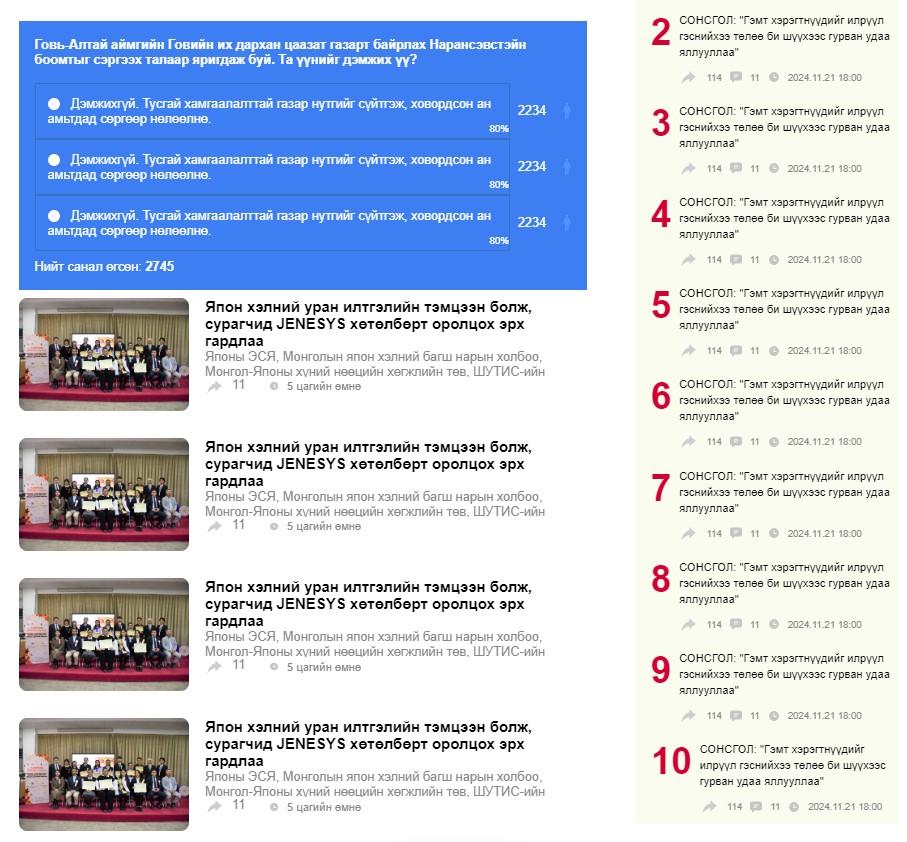 Говь-Алтай аймгийн Говийн их дархан цаазат газарт байрлах Нарансэвстэйн
боомтыг сэргээх талаар яригдаж буй. Та үүнийг дэмжих үү?
Дэмжихгүй. Тусгай хамгаалалттай газар нутгийг сүйтгэж, ховордсон ан
амьтдад сөргөөр нөлөөлнө.
80%
2234
Дэмжихгүй. Тусгай хамгаалалттай газар нутгийг сүйтгэж, ховордсон ан
амьтдад сөргөөр нөлөөлнө.
80%
2234
Дэмжихгүй. Тусгай хамгаалалттай газар нутгийг сүйтгэж, ховордсон ан
амьтдад сөргөөр нөлөөлнө.
80%
2234
Нийт санал өгсөн: 2745
Япон хэлний уран илтгэлийн тэмцээн болж,
сурагчид JENESYS хөтөлбөрт оролцох эрх
гардлаа
Японы ЭСЯ, Монголын япон хэлний багш нарын холбоо,
Монгол-Японы хүний нөөцийн хөгжлийн төв, ШУТИС-ийн
11 5 цагийн өмнө
Япон хэлний уран илтгэлийн тэмцээн болж,
сурагчид JENESYS хөтөлбөрт оролцох эрх
гардлаа
Японы ЭСЯ, Монголын япон хэлний багш нарын холбоо,
Монгол-Японы хүний нөөцийн хөгжлийн төв, ШУТИС-ийн
11 5 цагийн өмнө
Япон хэлний уран илтгэлийн тэмцээн болж,
сурагчид JENESYS хөтөлбөрт оролцох эрх
гардлаа
Японы ЭСЯ, Монголын япон хэлний багш нарын холбоо,
Монгол-Японы хүний нөөцийн хөгжлийн төв, ШУТИС-ийн
11 5 цагийн өмнө
Япон хэлний уран илтгэлийн тэмцээн болж,
сурагчид JENESYS хөтөлбөрт оролцох эрх
гардлаа
Японы ЭСЯ, Монголын япон хэлний багш нарын холбоо,
Монгол-Японы хүний нөөцийн хөгжлийн төв, ШУТИС-ийн
11 5 цагийн өмнө
2
СОНСГОЛ: "Гэмт хэрэгтнүүдийг илрүүл
гэснийхээ төлөө би шүүхээс гурван удаа
яллууллаа"
114 11 2024.11.21 18:00
3
СОНСГОЛ: "Гэмт хэрэгтнүүдийг илрүүл
гэснийхээ төлөө би шүүхээс гурван удаа
яллууллаа"
114 11 2024.11.21 18:00
4
СОНСГОЛ: "Гэмт хэрэгтнүүдийг илрүүл
гэснийхээ төлөө би шүүхээс гурван удаа
яллууллаа"
114 11 2024.11.21 18:00
5
СОНСГОЛ: "Гэмт хэрэгтнүүдийг илрүүл
гэснийхээ төлөө би шүүхээс гурван удаа
яллууллаа"
114 11 2024.11.21 18:00
6
СОНСГОЛ: "Гэмт хэрэгтнүүдийг илрүүл
гэснийхээ төлөө би шүүхээс гурван удаа
яллууллаа"
114 11 2024.11.21 18:00
7
СОНСГОЛ: "Гэмт хэрэгтнүүдийг илрүүл
гэснийхээ төлөө би шүүхээс гурван удаа
яллууллаа"
114 11 2024.11.21 18:00
8
СОНСГОЛ: "Гэмт хэрэгтнүүдийг илрүүл
гэснийхээ төлөө би шүүхээс гурван удаа
яллууллаа"
114 11 2024.11.21 18:00
9
СОНСГОЛ: "Гэмт хэрэгтнүүдийг илрүүл
гэснийхээ төлөө би шүүхээс гурван удаа
яллууллаа"
114 11 2024.11.21 18:00
10
СОНСГОЛ: "Гэмт хэрэгтнүүдийг
илрүүл гэснийхээ төлөө би шүүхээс
гурван удаа яллууллаа"
114 11 2024.11.21 18:00